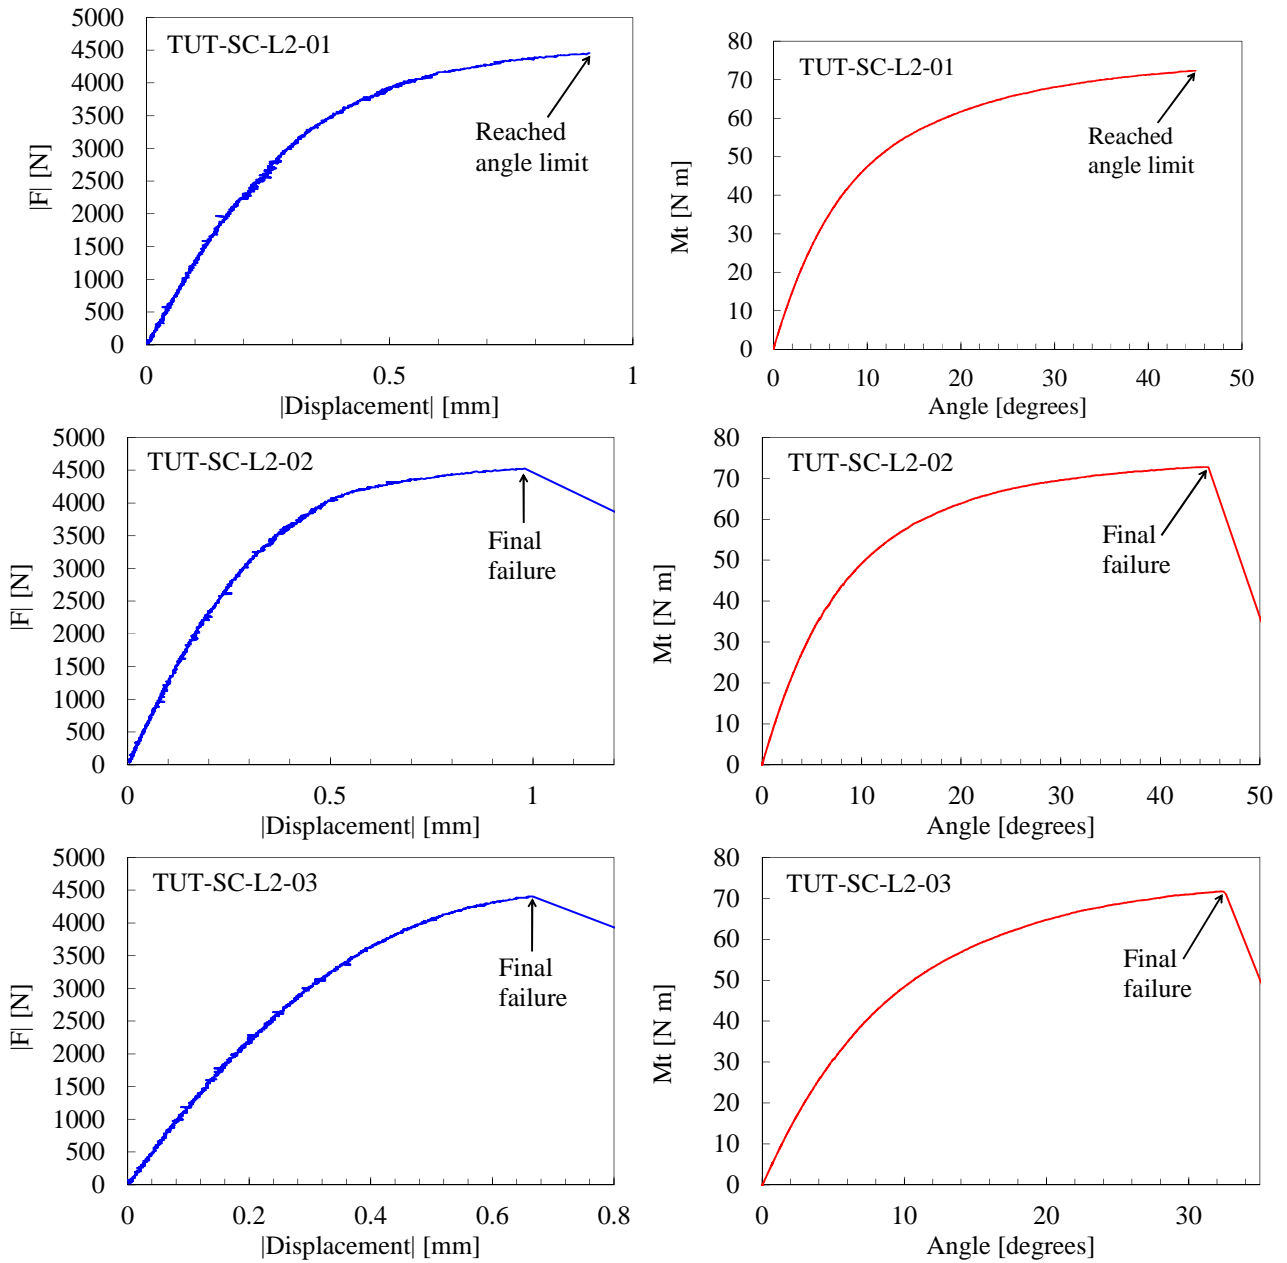 TUT-SC-L2-01
5000
4500
4000
3500
3000
2500
2000
1500
1000
500
0
|F| [N]
Reached
angle limit
0
0.5
1
|Displacement| [mm]
TUT-SC-L2-01
80
70
60
50
40
30
20
10
0
Mt [N m]
Reached
angle limit
0
10
20
30
40
50
Angle [degrees]
TUT-SC-L2-02
5000
4500
4000
3500
3000
2500
2000
1500
1000
500
0
|F| [N]
Final
failure
0
0.5
1
|Displacement| [mm]
TUT-SC-L2-02
80
70
60
50
40
30
20
10
0
Mt [N m]
Final
failure
0
10
20
30
40
50
Angle [degrees]
TUT-SC-L2-03
5000
4500
4000
3500
3000
2500
2000
1500
1000
500
0
|F| [N]
Final
failure
0
0.2
0.4
0.6
0.8
|Displacement| [mm]
TUT-SC-L2-03
80
70
60
50
40
30
20
10
0
Mt [N m]
Final
failure
0
10
20
30
Angle [degrees]